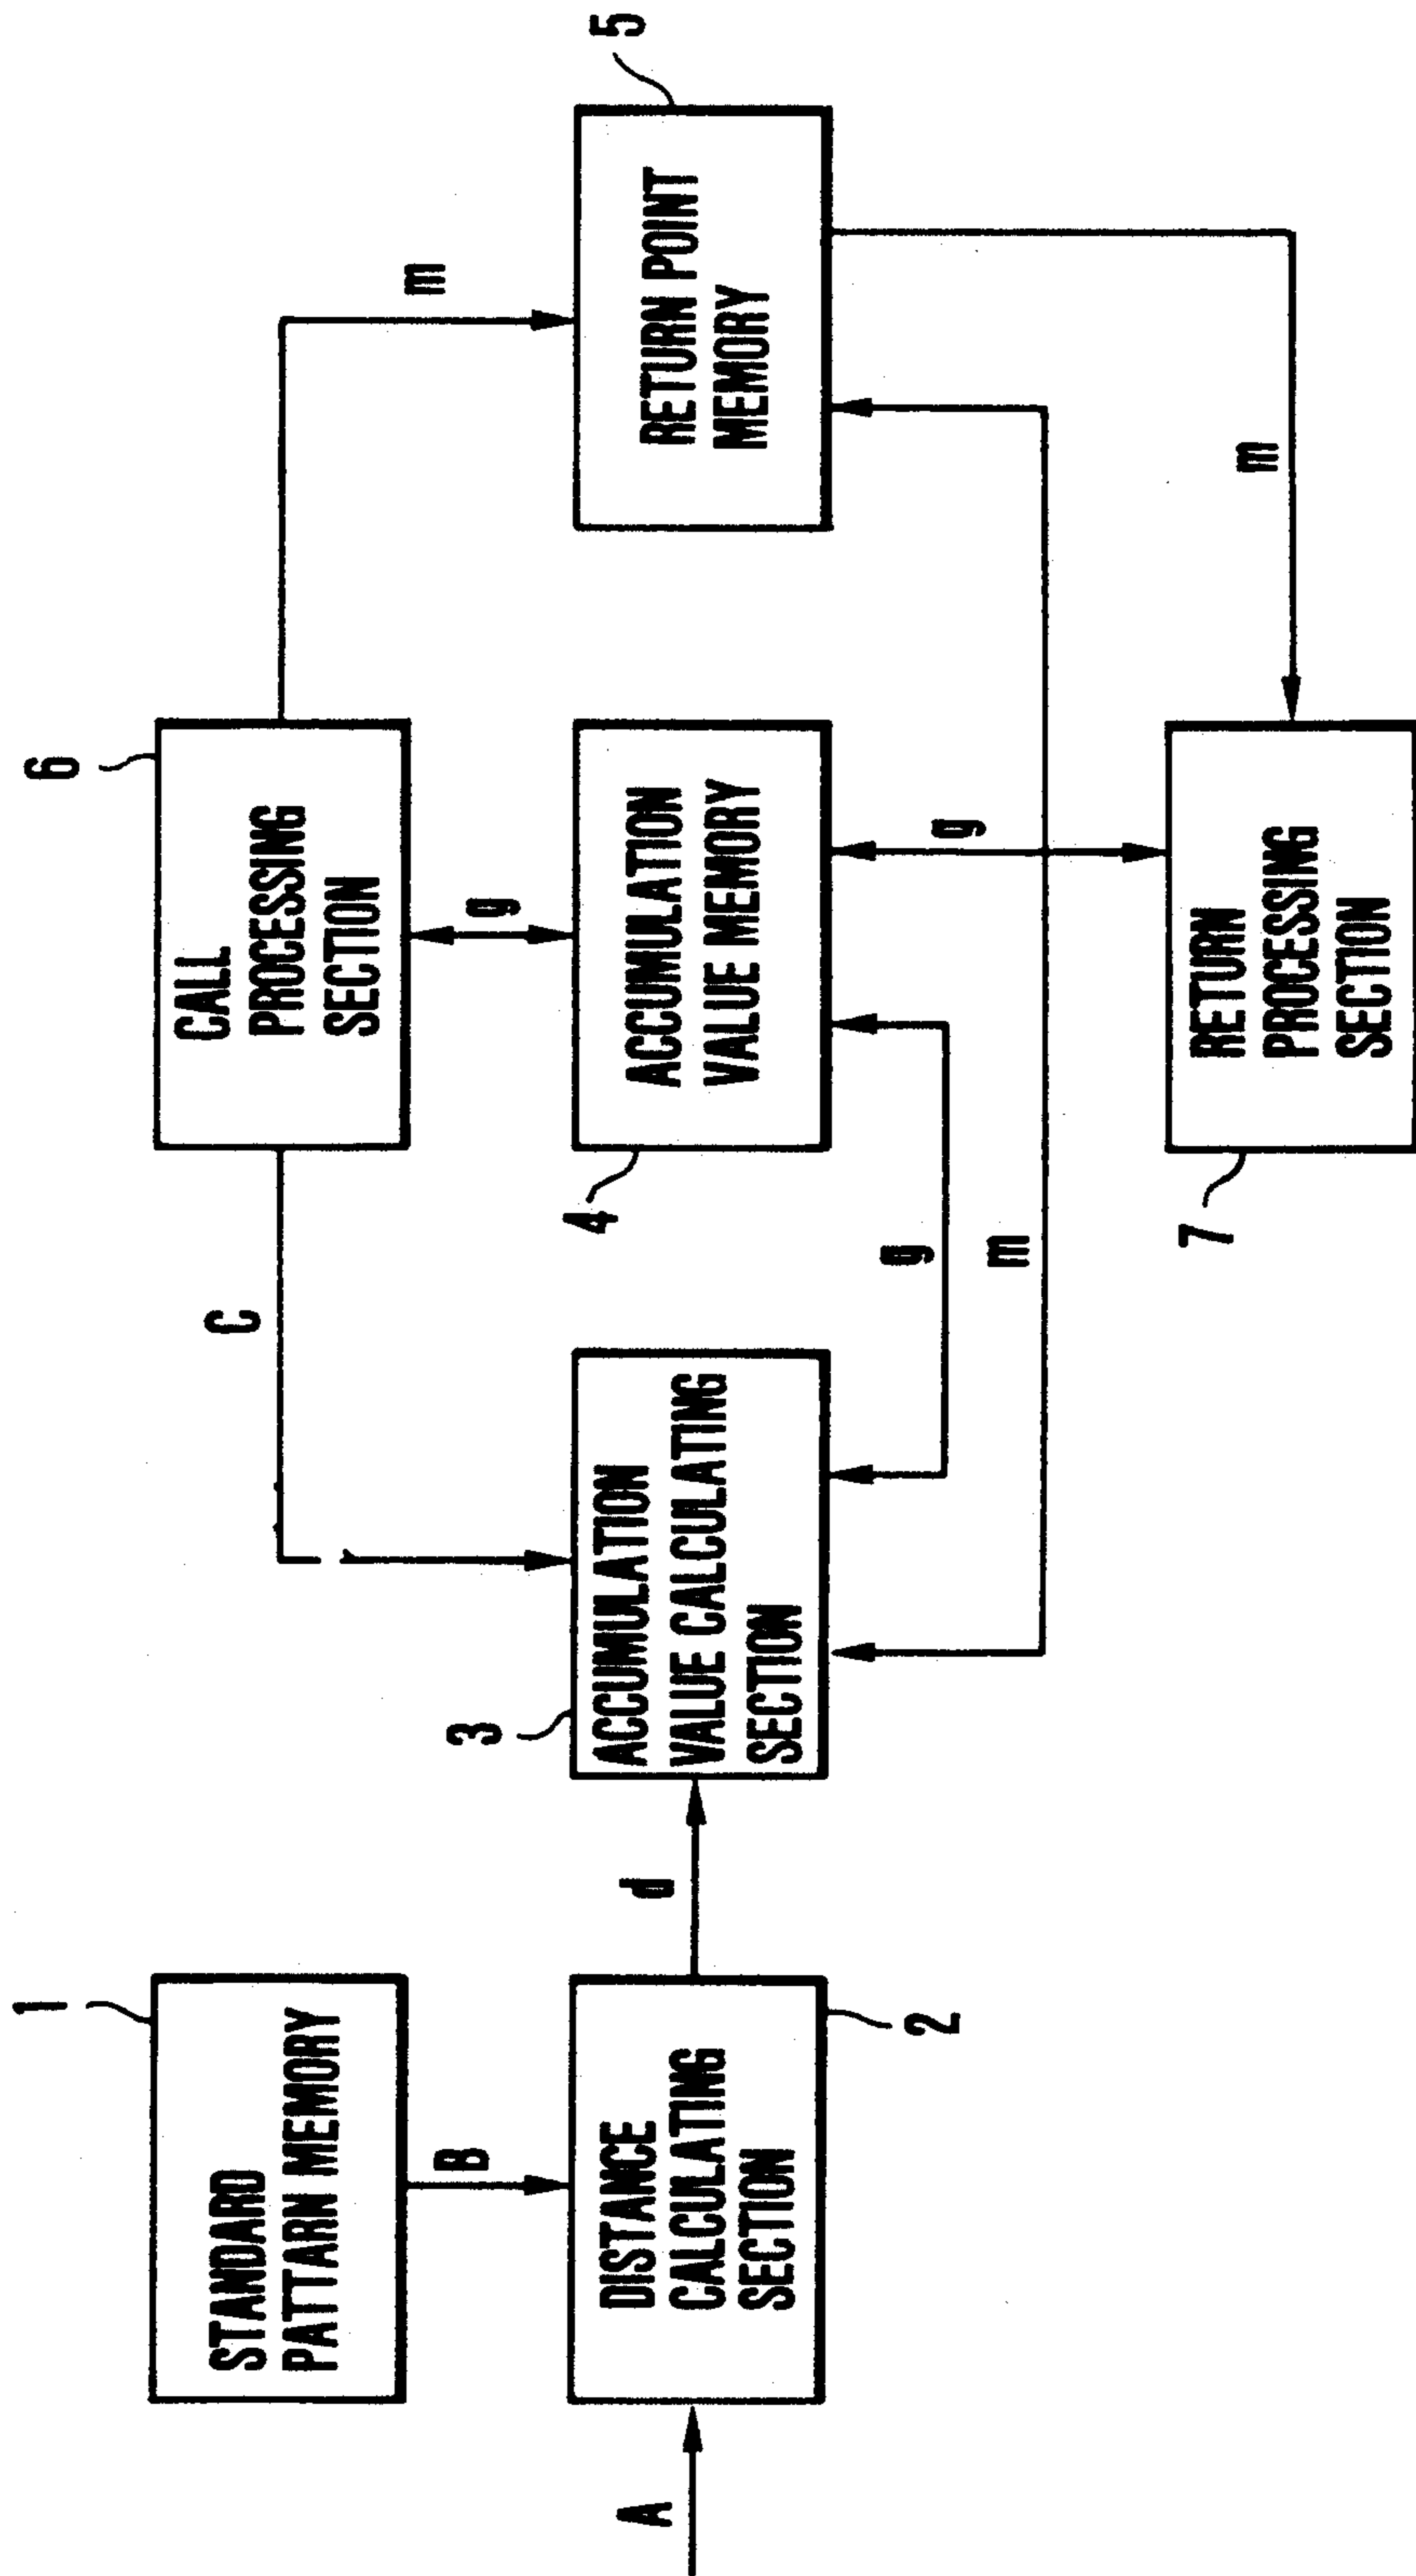 1
STANDARD
PATTARN MEMORY
B
A
DISTANCE
CALCULATING
SECTION
2
d
3
ACCUMULATION
VALUE CALCULATING
SECTION
C
6
CALL
PROCESSING
SECTION
g
4
ACCUMULATION
VALUE MEMORY
g
m
g
m
5
RETURN POINT
MEMORY
m
7
RETURN
PROCESSING
SECTION